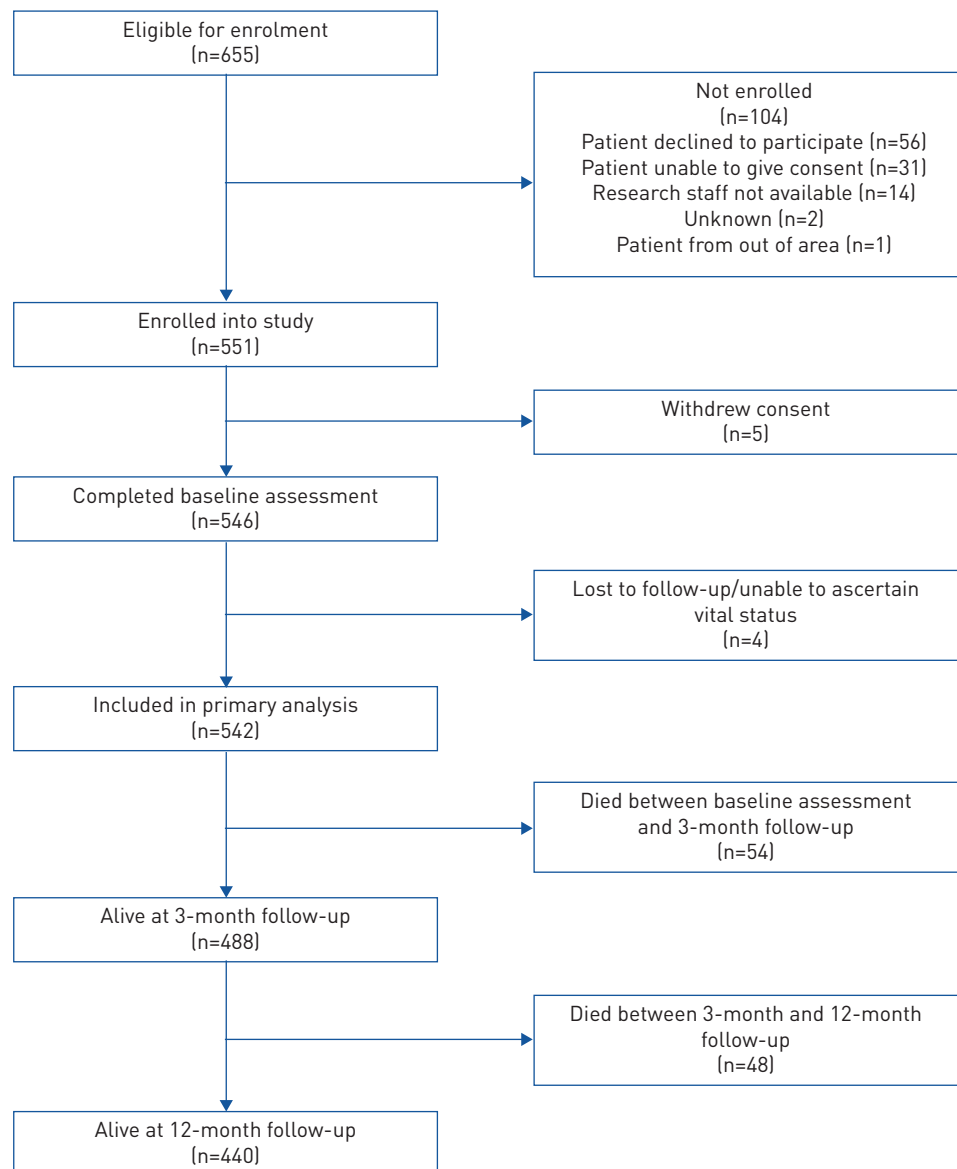 Eligible for enrolment
(n=655)
Not enrolled
(n=104)
Patient declined to participate (n=56)
Patient unable to give consent (n=31)
Research staff not available (n=14)
Unknown (n=2)
Patient from out of area (n=1)
Enrolled into study
(n=551)
Withdrew consent
(n=5)
Completed baseline assessment
(n=546)
Lost to follow-up/unable to ascertain
vital status
(n=4)
Included in primary analysis
(n=542)
Died between baseline assessment
and 3-month follow-up
(n=54)
Alive at 3-month follow-up
(n=488)
Died between 3-month and 12-month
follow-up
(n=48)
Alive at 12-month follow-up
(n=440)